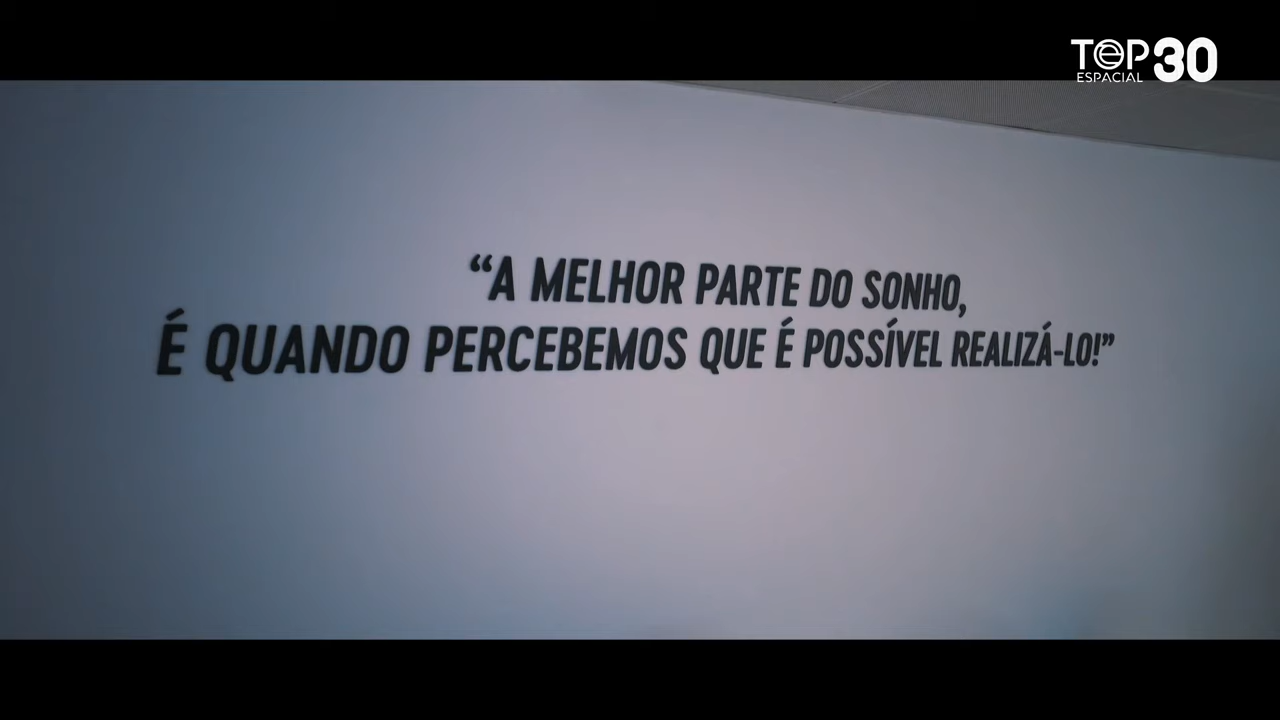 TOP 30
ESPACIAL
“A MELHOR PARTE DO SONHO,
É QUANDO PERCEBEMOS QUE É POSSÍVEL REALIZÁ-LO!”